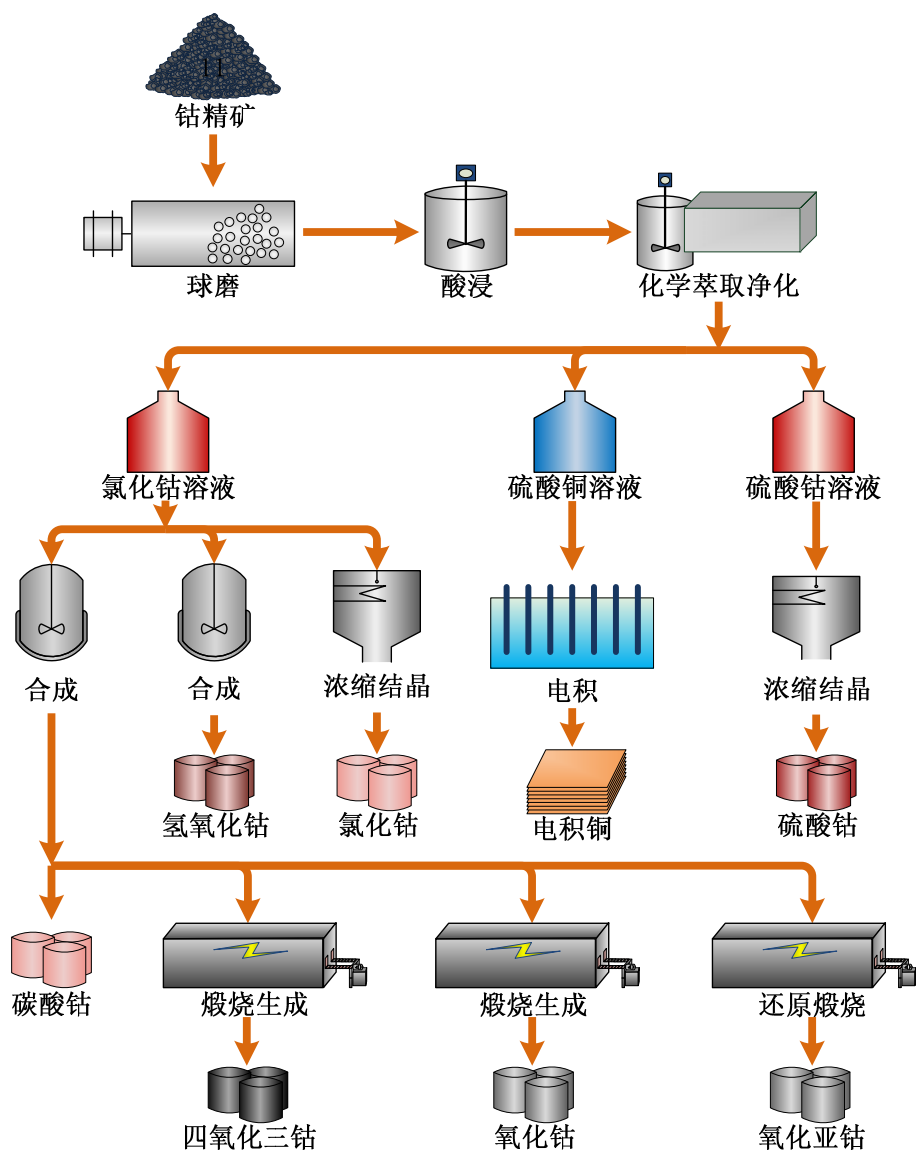 钴精矿
球磨
酸浸
化学萃取净化
氯化钴溶液
硫酸铜溶液
硫酸钴溶液
合成
合成
浓缩结晶
电积
浓缩结晶
氢氧化钴
氯化钴
电积铜
硫酸钴
碳酸钴
煅烧生成
煅烧生成
还原煅烧
四氧化三钴
氧化钴
氧化亚钴